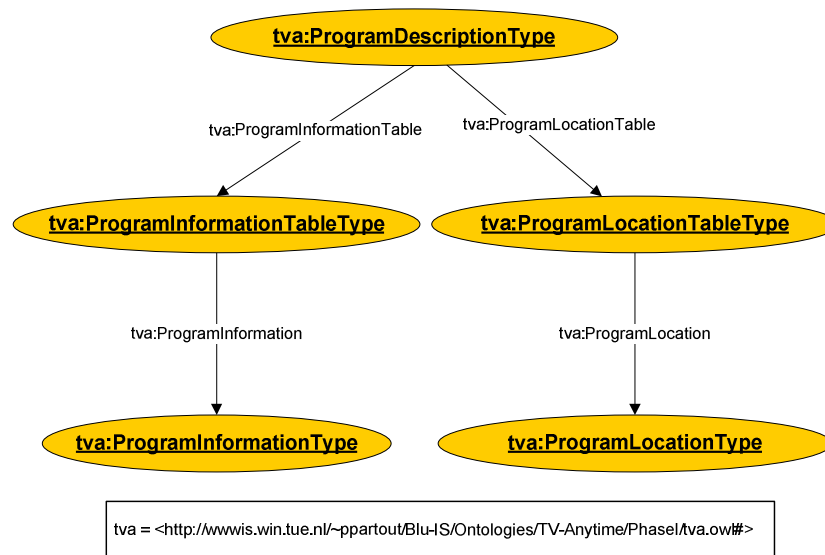 tva:ProgramDescriptionType
tva:ProgramInformationTable
tva:ProgramLocationTable
tva:ProgramInformationTableType
tva:ProgramLocationTableType
tva:ProgramInformation
tva:ProgramLocation
tva:ProgramInformationType
tva:ProgramLocationType
tva = <http://wwwis.win.tue.nl/~ppartout/Blu-IS/Ontologies/TV-Anytime/PhaseI/tva.owl#>